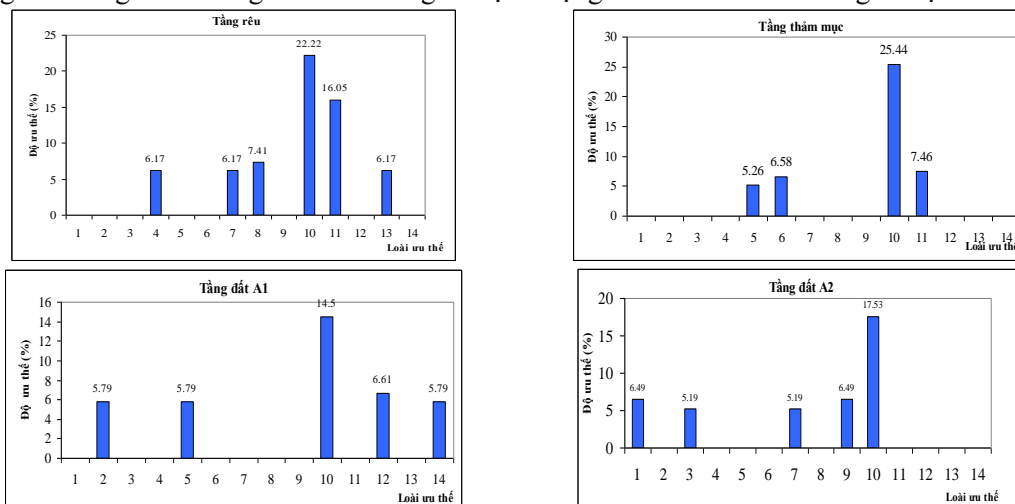 Tầng rêu
25
20
15
10
5
0
Độ ưu thế (%)
6.17
6.17
7.41
22.22
16.05
6.17
1 2 3 4 5 6 7 8 9 10 11 12 13 14
Loài ưu thế
Tầng thảm mục
30
25
20
15
10
5
0
Độ ưu thế (%)
5.26
6.58
25.44
7.46
1 2 3 4 5 6 7 8 9 10 11 12 13 14
Loài ưu thế
Tầng đất A1
16
14
12
10
8
6
4
2
0
Độ ưu thế (%)
5.79
5.79
14.5
6.61
5.79
1 2 3 4 5 6 7 8 9 10 11 12 13 14
Loài ưu thế
Tầng đất A2
20
15
10
5
0
Độ ưu thế (%)
6.49
5.19
5.19
6.49
17.53
1 2 3 4 5 6 7 8 9 10 11 12 13 14
Loài ưu thế